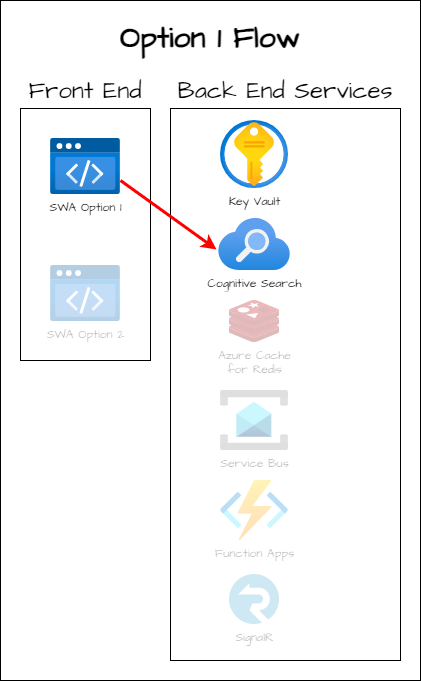 Option 1 Flow
Front End
Back End Services
SWA Option 1
Key Vault
Cognitive Search
SWA Option 2
Azure Cache
for Redis
Service Bus
Function Apps
SignalR